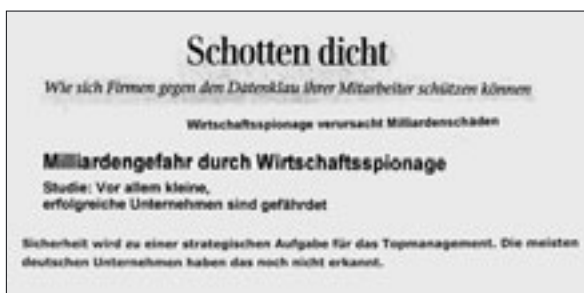 Schotten dicht
Wie sich Firmen gegen den Datenklau ihrer Mitarbeiter schützen können
Wirtschaftsspionage verursacht Milliardenschäden
Milliardengefahr durch Wirtschaftsspionage
Studie: Vor allem kleine,
erfolgreiche Unternehmen sind gefährdet
Sicherheit wird zu einer strategischen Aufgabe für das Topmanagement. Die meisten
deutschen Unternehmen haben das noch nicht erkannt.